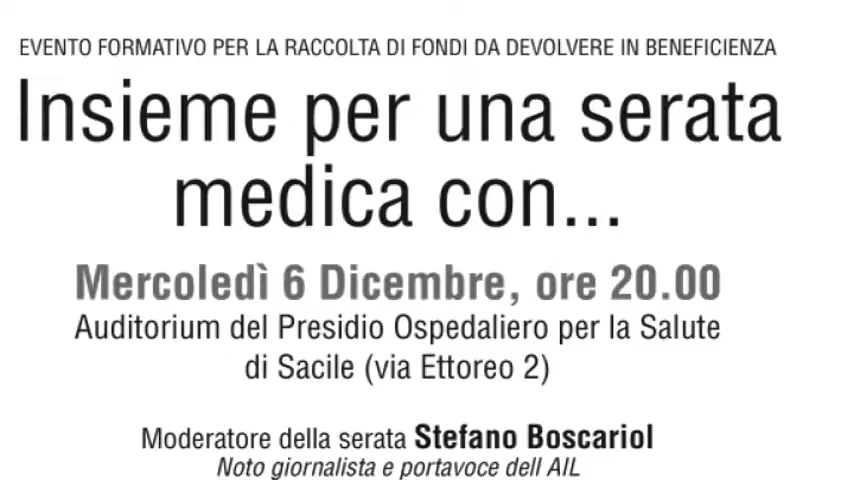 EVENTO FORMATIVO PER LA RACCOLTA DI FONDI DA DEVOLVERE IN BENEFICIENZA
Insieme per una serata
medica con...
Mercoledì 6 Dicembre, ore 20.00
Auditorium del Presidio Ospedaliero per la Salute
di Sacile (via Ettoreo 2)
Moderatore della serata Stefano Boscariol
Noto giornalista e portavoce dell AIL